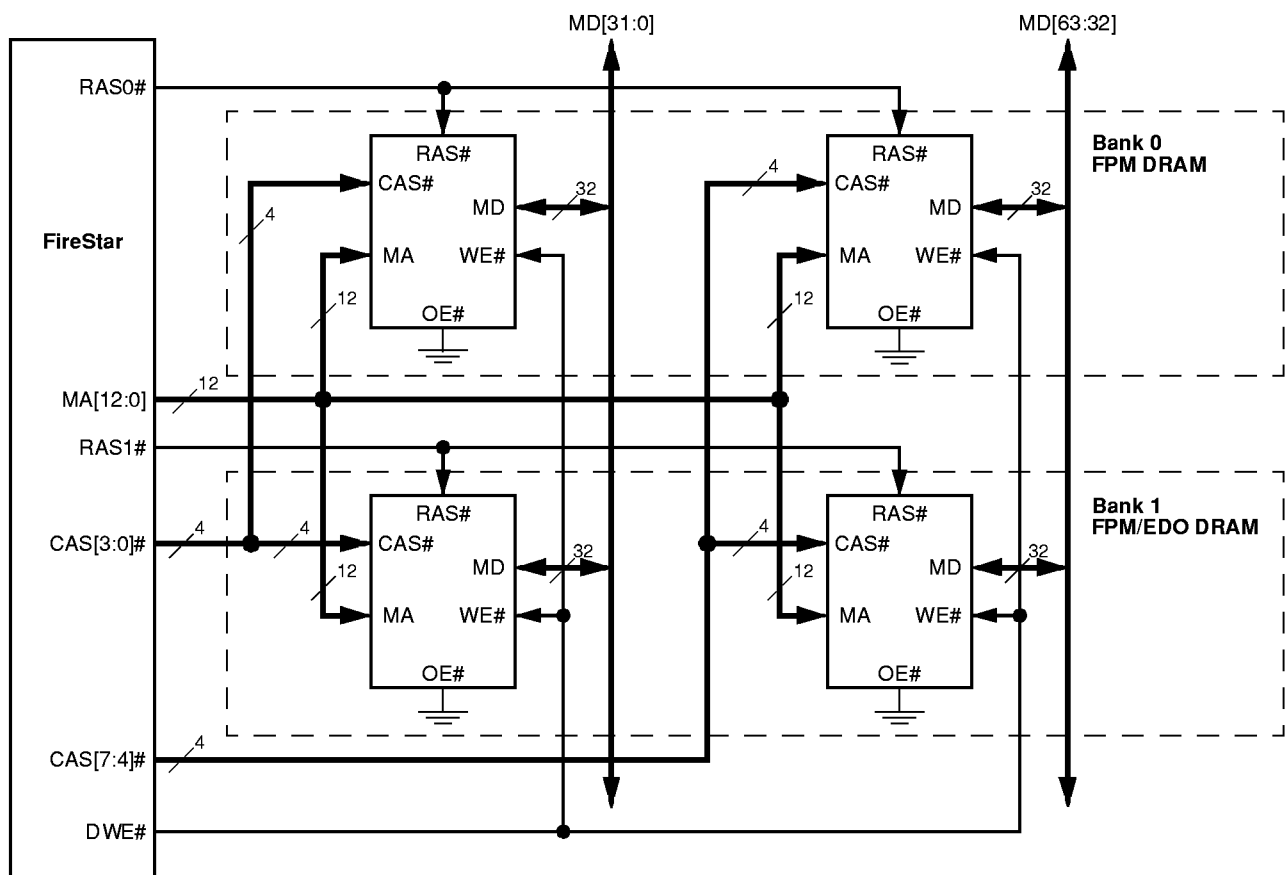 MD[31:0]
MD[63:32]
RAS0#
Bank 0
FPM DRAM
RAS#
CAS#
MD
32
4
FireStar
MA
WE#
12
OE#
RAS#
4
CAS#
MD
32
MA
WE#
12
OE#
MA[12:0]
12
RAS1#
Bank 1
FPM/EDO DRAM
CAS[3:0]#
4
4
RAS#
CAS#
MD
32
12
MA
WE#
OE#
RAS#
4
CAS#
MD
32
12
MA
WE#
OE#
CAS[7:4]#
4
DWE#